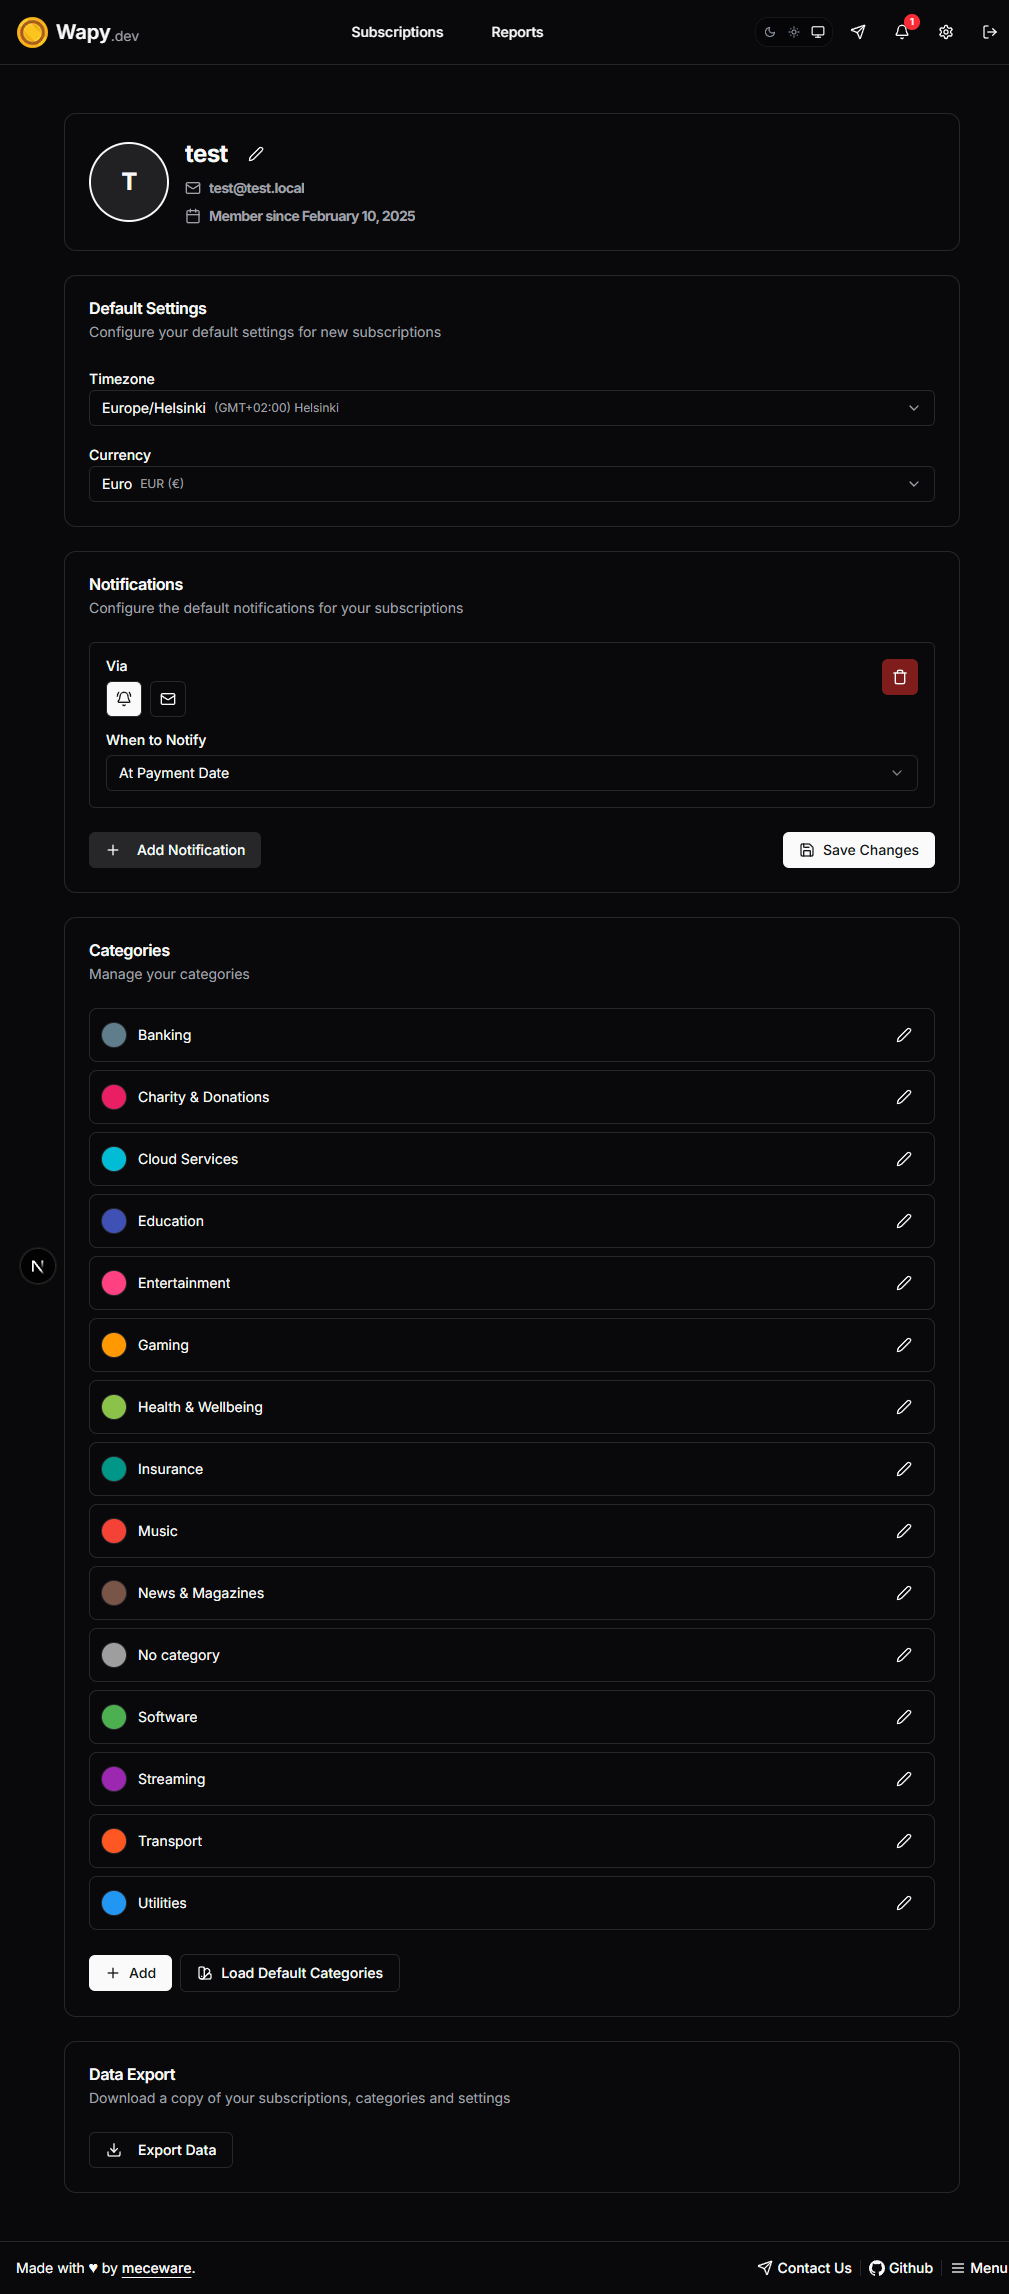 Wapy.dev
Subscriptions
Reports
1
T
test
test@test.local
Member since February 10, 2025
Default Settings
Configure your default settings for new subscriptions
Timezone
Europe/Helsinki (GMT+02:00) Helsinki
Currency
Euro EUR (€)
Notifications
Configure the default notifications for your subscriptions
Via
When to Notify
At Payment Date
Add Notification
Save Changes
Categories
Manage your categories
Banking
Charity & Donations
Cloud Services
Education
N
Entertainment
Gaming
Health & Wellbeing
Insurance
Music
News & Magazines
No category
Software
Streaming
Transport
Utilities
Add
Load Default Categories
Data Export
Download a copy of your subscriptions, categories and settings
Export Data
Made with ♥ by meceware.
Contact Us
Github
Menu